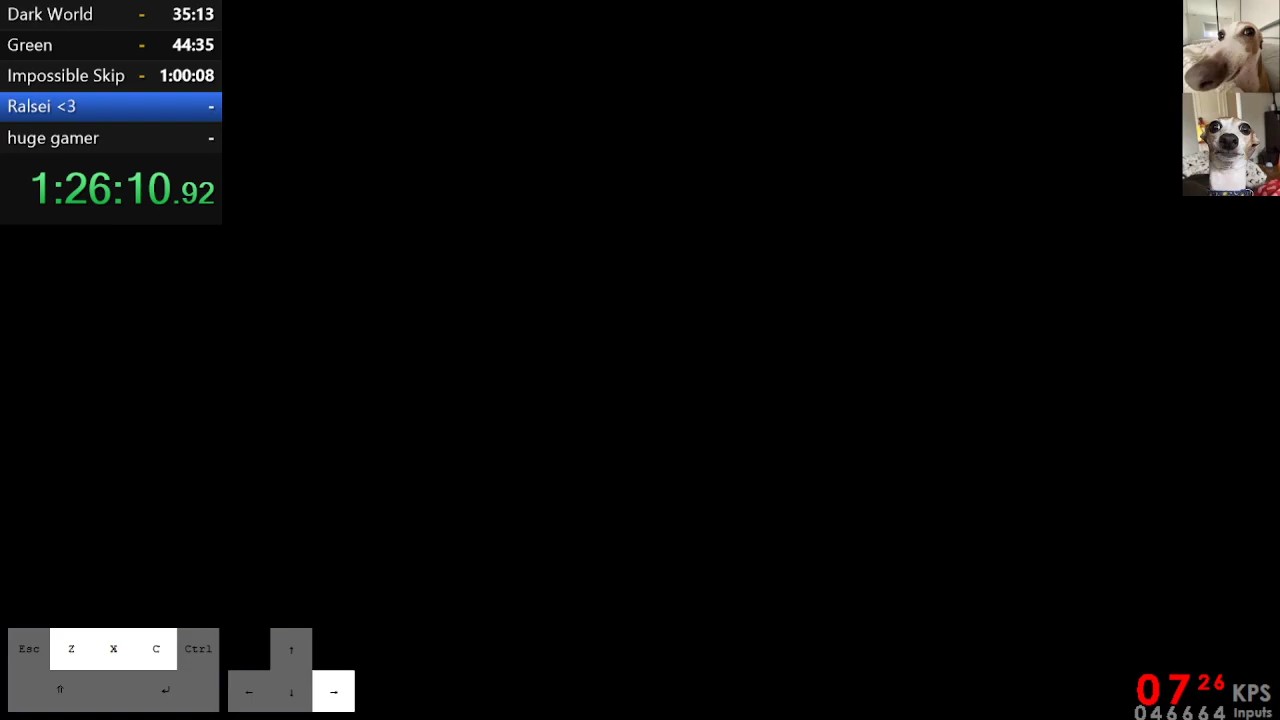 Dark World - 35:13
Green - 44:35
Impossible Skip - 1:00:08
Ralsei <3 -
huge gamer -
1:26:10.92
Esc Z X C Ctrl ↑
⇧ ↵ ← ↓ →
07 26 KPS
046664 Inputs